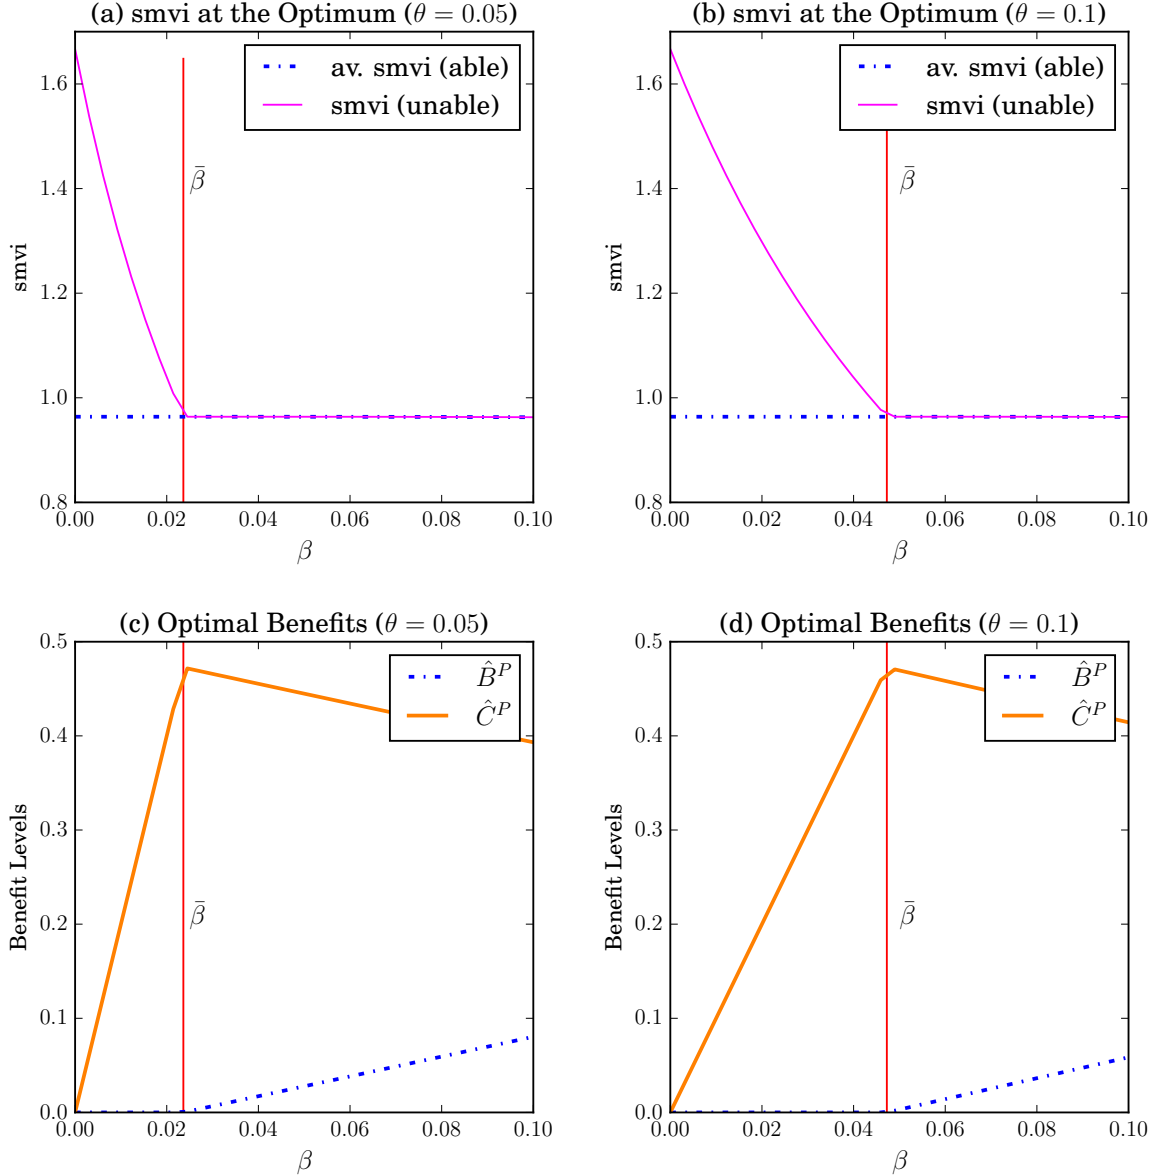 (a) smvi at the Optimum (θ = 0.05)
av. smvi (able)
smvi (unable)
β̄
smvi
1.6
1.4
1.2
1.0
0.8
0.00 0.02 0.04 0.06 0.08 0.10
β
(b) smvi at the Optimum (θ = 0.1)
av. smvi (able)
smvi (unable)
β̄
smvi
1.6
1.4
1.2
1.0
0.8
0.00 0.02 0.04 0.06 0.08 0.10
β
(c) Optimal Benefits (θ = 0.05)
B̂ᴾ
Ĉᴾ
β̄
Benefit Levels
0.5
0.4
0.3
0.2
0.1
0.0
0.00 0.02 0.04 0.06 0.08 0.10
β
(d) Optimal Benefits (θ = 0.1)
B̂ᴾ
Ĉᴾ
β̄
Benefit Levels
0.5
0.4
0.3
0.2
0.1
0.0
0.00 0.02 0.04 0.06 0.08 0.10
β